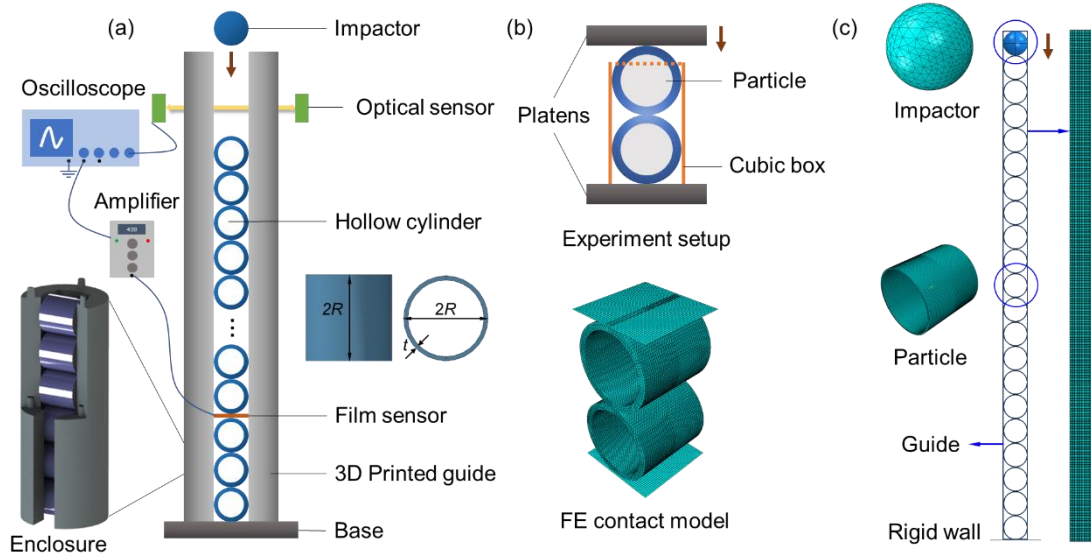 (a)
Impactor
Oscilloscope
Optical sensor
Amplifier
Hollow cylinder
2R
2R
t
Film sensor
3D Printed guide
Base
Enclosure
(b)
Particle
Platens
Cubic box
Experiment setup
FE contact model
(c)
Impactor
Particle
Guide
Rigid wall